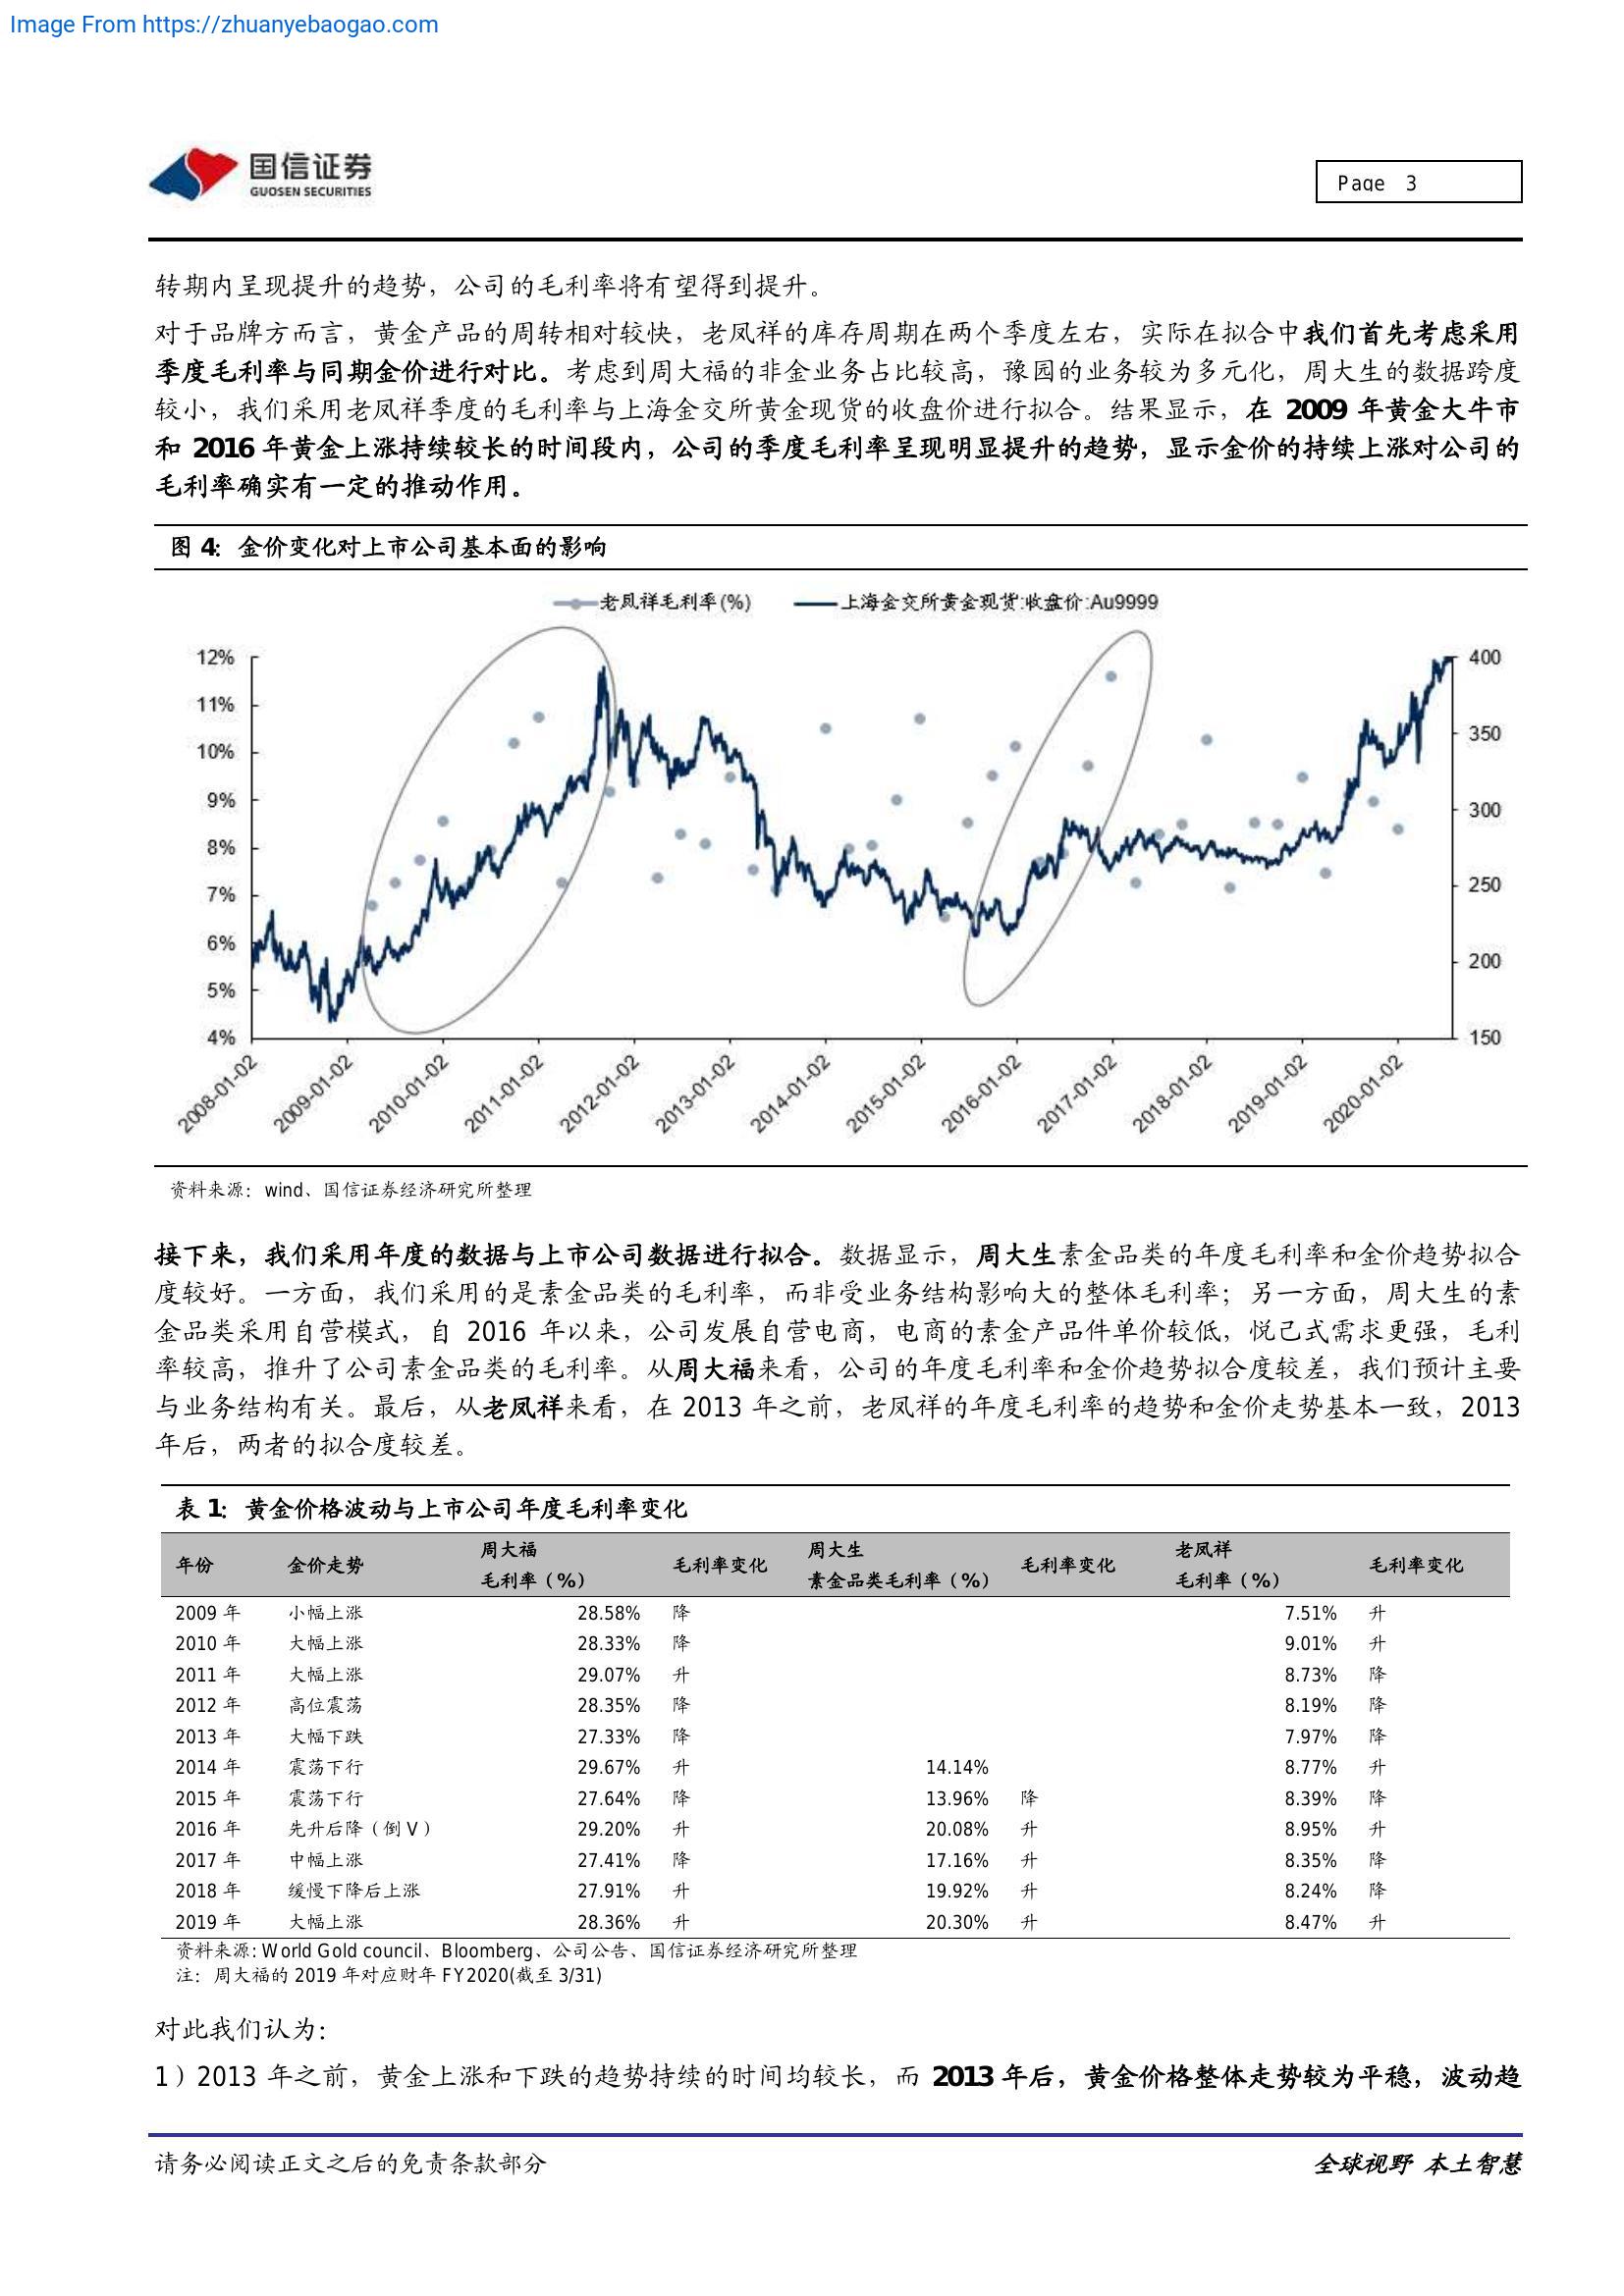 Image From https://zhuanyebaogao.com
国信证券
GUOSEN SECURITIES
Page 3
转期内呈现提升的趋势，公司的毛利率将有望得到提升。
对于品牌方而言，黄金产品的周转相对较快，老凤祥的库存周期在两个季度左右，实际在拟合中我们首先考虑采用
季度毛利率与同期金价进行对比。考虑到周大福的非金业务占比较高，豫园的业务较为多元化，周大生的数据跨度
较小，我们采用老凤祥季度的毛利率与上海金交所黄金现货的收盘价进行拟合。结果显示，在 2009 年黄金大牛市
和 2016 年黄金上涨持续较长的时间段内，公司的季度毛利率呈现明显提升的趋势，显示金价的持续上涨对公司的
毛利率确实有一定的推动作用。
图 4：金价变化对上市公司基本面的影响
老凤祥毛利率(%) 上海金交所黄金现货:收盘价:Au9999
12% 400
11%
10% 350
9% 300
8%
7% 250
6% 200
5%
4% 150
2008-01-02 2009-01-02 2010-01-02 2011-01-02 2012-01-02 2013-01-02 2014-01-02 2015-01-02 2016-01-02 2017-01-02 2018-01-02 2019-01-02 2020-01-02
资料来源：wind、国信证券经济研究所整理
接下来，我们采用年度的数据与上市公司数据进行拟合。数据显示，周大生素金品类的年度毛利率和金价趋势拟合
度较好。一方面，我们采用的是素金品类的毛利率，而非受业务结构影响大的整体毛利率；另一方面，周大生的素
金品类采用自营模式，自 2016 年以来，公司发展自营电商，电商的素金产品件单价较低，悦己式需求更强，毛利
率较高，推升了公司素金品类的毛利率。从周大福来看，公司的年度毛利率和金价趋势拟合度较差，我们预计主要
与业务结构有关。最后，从老凤祥来看，在 2013 年之前，老凤祥的年度毛利率的趋势和金价走势基本一致，2013
年后，两者的拟合度较差。
表 1：黄金价格波动与上市公司年度毛利率变化
年份 金价走势 周大福 毛利率（%） 毛利率变化 周大生 素金品类毛利率（%） 毛利率变化 老凤祥 毛利率（%） 毛利率变化
2009 年 小幅上涨 28.58% 降 7.51% 升
2010 年 大幅上涨 28.33% 降 9.01% 升
2011 年 大幅上涨 29.07% 升 8.73% 降
2012 年 高位震荡 28.35% 降 8.19% 降
2013 年 大幅下跌 27.33% 降 7.97% 降
2014 年 震荡下行 29.67% 升 14.14% 8.77% 升
2015 年 震荡下行 27.64% 降 13.96% 降 8.39% 降
2016 年 先升后降（倒 V） 29.20% 升 20.08% 升 8.95% 升
2017 年 中幅上涨 27.41% 降 17.16% 升 8.35% 降
2018 年 缓慢下降后上涨 27.91% 升 19.92% 升 8.24% 降
2019 年 大幅上涨 28.36% 升 20.30% 升 8.47% 升
资料来源: World Gold council、Bloomberg、公司公告、国信证券经济研究所整理
注：周大福的 2019 年对应财年 FY2020(截至 3/31)
对此我们认为：
1）2013 年之前，黄金上涨和下跌的趋势持续的时间均较长，而 2013 年后，黄金价格整体走势较为平稳，波动趋
请务必阅读正文之后的免责条款部分 全球视野 本土智慧